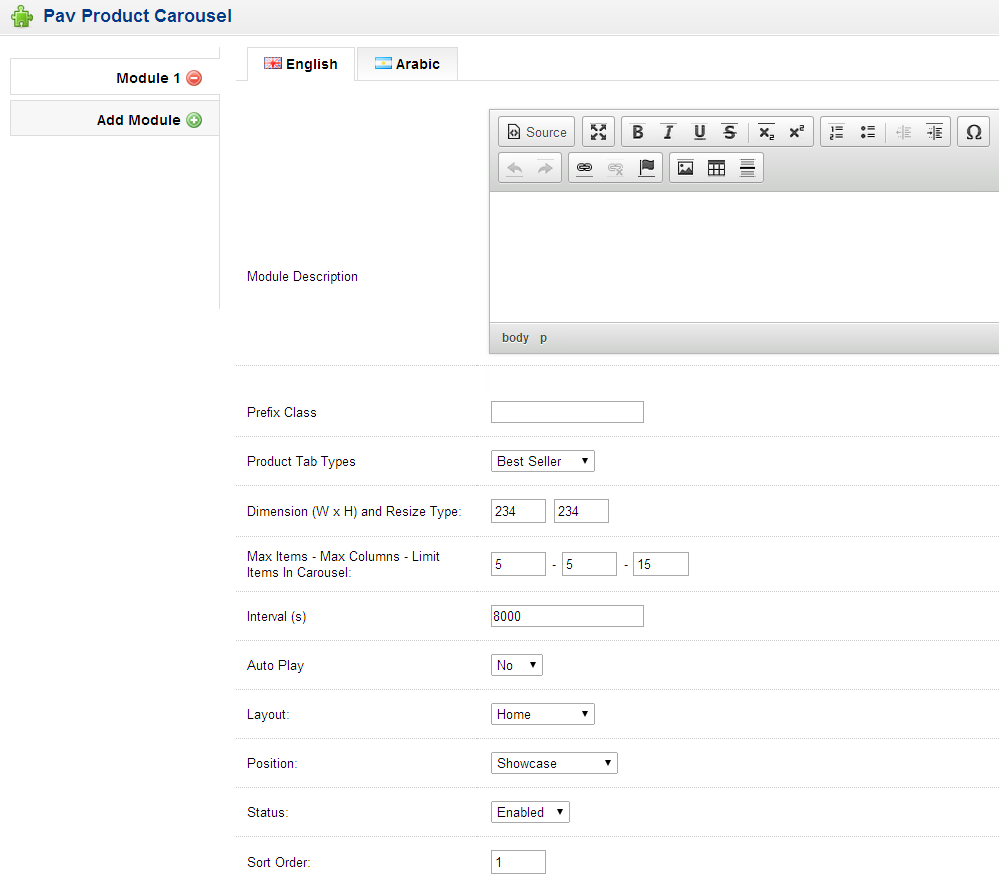 Pav Product Carousel
Module 1
Add Module
English Arabic
Source B I U S x₂ x² Ω
Module Description
body p
Prefix Class
Product Tab Types Best Seller
Dimension (W x H) and Resize Type: 234 234
Max Items - Max Columns - Limit
Items In Carousel: 5 - 5 - 15
Interval (s) 8000
Auto Play No
Layout: Home
Position: Showcase
Status: Enabled
Sort Order: 1